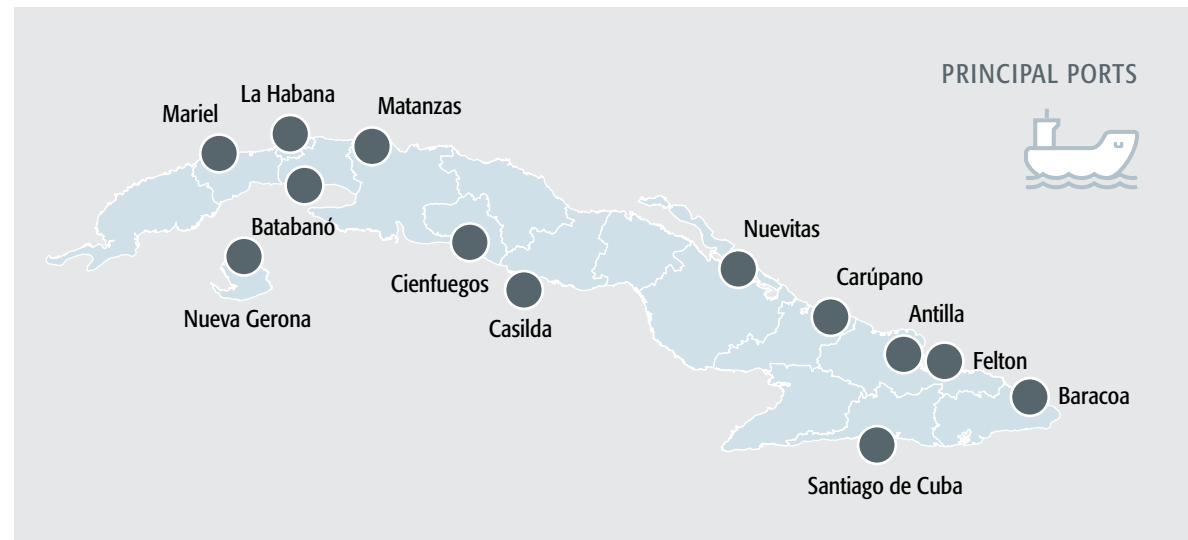 PRINCIPAL PORTS
La Habana
Mariel
Matanzas
Batabanó
Nuevitas
Cienfuegos
Carúpano
Nueva Gerona
Casilda
Antilla
Felton
Baracoa
Santiago de Cuba